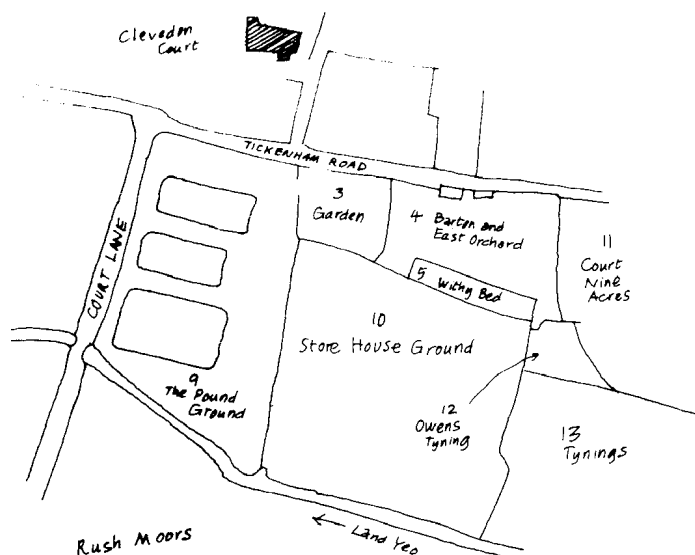 Clevedon
Court
TICKENHAM ROAD
COURT LANE
3
Garden
4 Barton and
East Orchard
5 Withy Bed
11
Court
Nine
Acres
10
Store House Ground
9
The Pound
Ground
12
Owens
Tyning
13
Tynings
← Land Yeo
Rush Moors